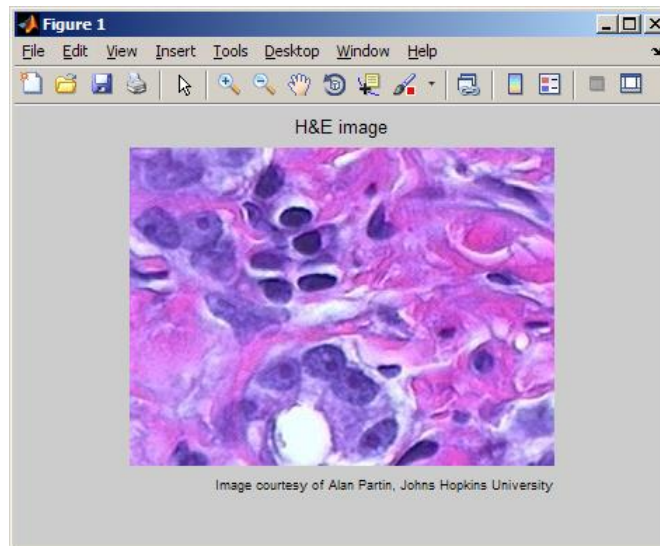 Figure 1
File Edit View Insert Tools Desktop Window Help
H&E image
Image courtesy of Alan Partin, Johns Hopkins University